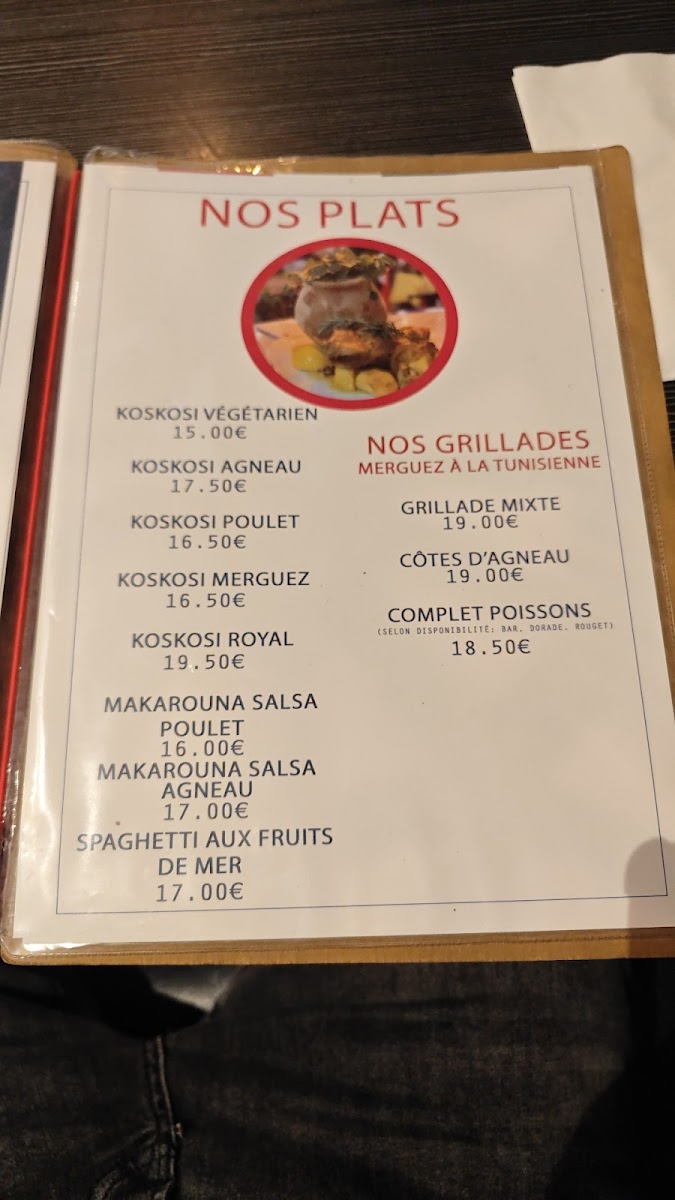 NOS PLATS
KOSKOSI VÉGÉTARIEN
15.00€
KOSKOSI AGNEAU
17.50€
KOSKOSI POULET
16.50€
KOSKOSI MERGUEZ
16.50€
KOSKOSI ROYAL
19.50€
MAKAROUNA SALSA
POULET
16.00€
MAKAROUNA SALSA
AGNEAU
17.00€
SPAGHETTI AUX FRUITS
DE MER
17.00€
NOS GRILLADES
MERGUEZ À LA TUNISIENNE
GRILLADE MIXTE
19.00€
CÔTES D'AGNEAU
19.00€
COMPLET POISSONS
(SELON DISPONIBILITÉ: BAR, DORADE, ROUGET)
18.50€